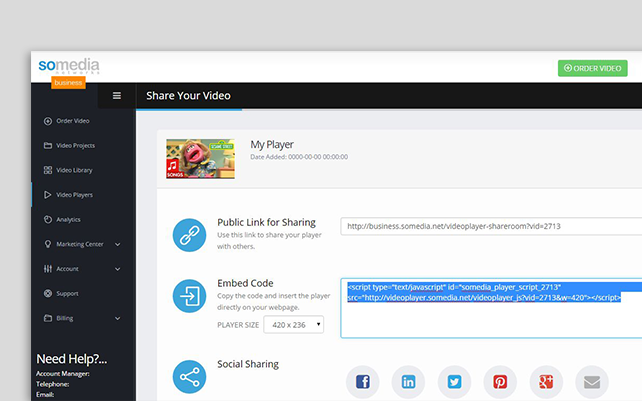 somedia
NETWORKS
business
ORDER VIDEO
Share Your Video
Order Video
Video Projects
Video Library
Video Players
Analytics
Marketing Center
Account
Support
Billing
Need Help?...
Account Manager:
Telephone:
Email:
SESAME STREET
SONGS
My Player
Date Added: 0000-00-00 00:00:00
Public Link for Sharing
Use this link to share your player
with others.
http://business.somedia.net/videoplayer-shareroom?vid=2713
Embed Code
Copy the code and insert the player
directly on your webpage.
PLAYER SIZE 420 x 236
<script type="text/javascript" id="somedia_player_script_2713"
src="http://videoplayer.somedia.net/videoplayer_js?vid=2713&w=420"></script>
Social Sharing